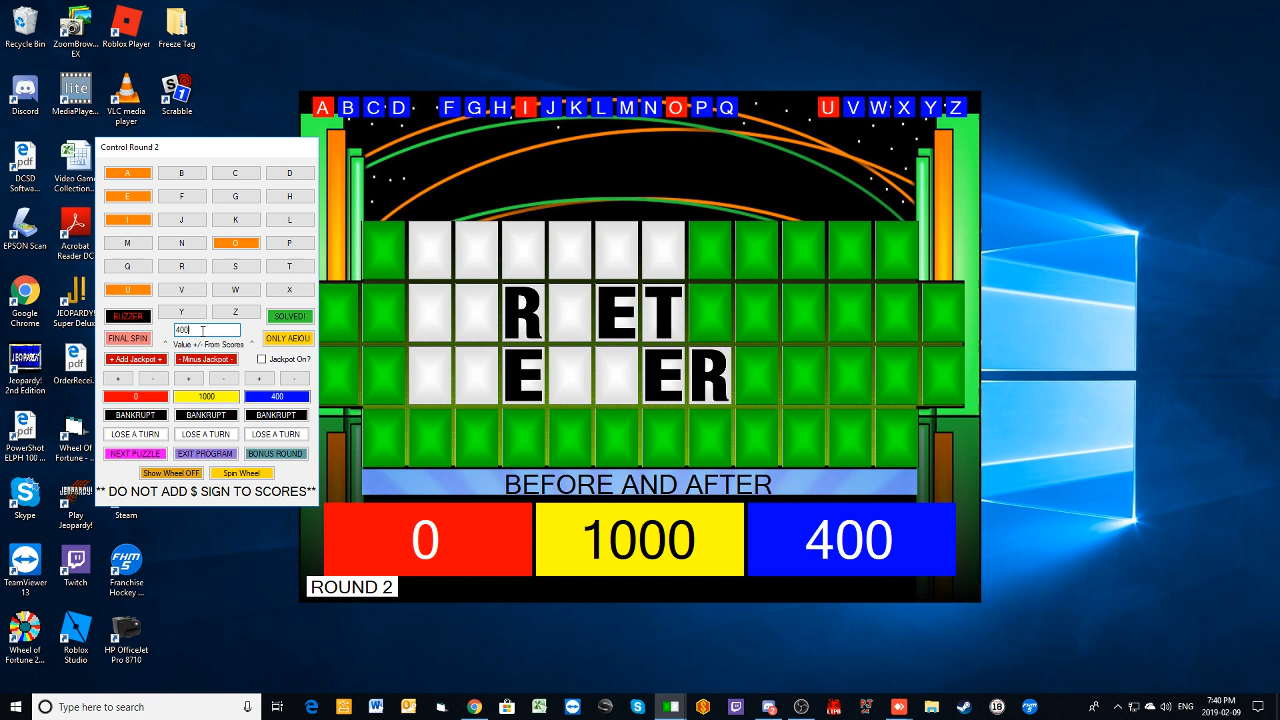 Recycle Bin
ZoomBrow... EX
Roblox Player
Freeze Tag
Discord
lite
MediaPlaye...
VLC media player
Scrabble
DCSD Softwa...
Video Game Collection...
EPSON Scan
Acrobat Reader DC
Google Chrome
JEOPARDY! Super Delux
JEOPARDY!
Jeopardy! 2nd Edition
OrderRecei...
PowerShot ELPH 100 ...
Wheel Of Fortune - ...
Skype
Play Jeopardy!
Steam
TeamViewer 13
Twitch
FHM5
Franchise Hockey ...
Wheel of Fortune 2...
Roblox Studio
HP OfficeJet Pro 8710
Control Round 2
A B C D
E F G H
I J K L
M N O P
Q R S T
U V W X
BUZZER Y Z SOLVED!
400
FINAL SPIN ^ Value +/- From Scores ^ ONLY AEIOU
+ Add Jackpot + - Minus Jackpot - Jackpot On?
+ - + - + -
0 1000 400
BANKRUPT BANKRUPT BANKRUPT
LOSE A TURN LOSE A TURN LOSE A TURN
NEXT PUZZLE EXIT PROGRAM BONUS ROUND
Show Wheel OFF Spin Wheel
** DO NOT ADD $ SIGN TO SCORES**
A B C D F G H I J K L M N O P Q U V W X Y Z
R ET
E ER
BEFORE AND AFTER
0 1000 400
ROUND 2
Type here to search
7:40 PM
2019-02-09